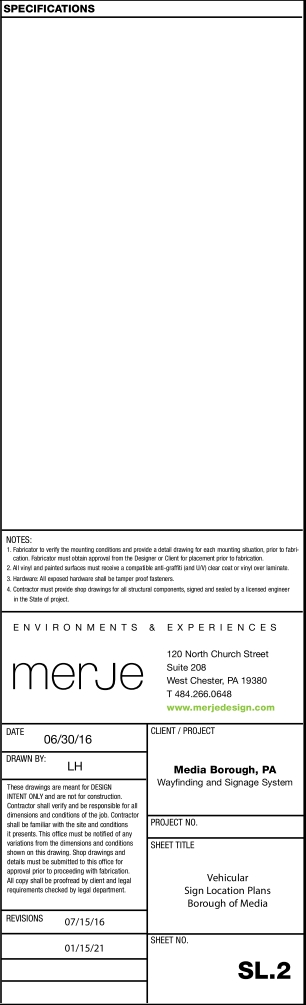 SPECIFICATIONS
NOTES:
1. Fabricator to verify the mounting conditions and provide a detail drawing for each mounting situation, prior to fabri-
cation. Fabricator must obtain approval from the Designer or Client for placement prior to fabrication.
2. All vinyl and painted surfaces must receive a compatible anti-graffiti (and U/V) clear coat or vinyl over laminate.
3. Hardware: All exposed hardware shall be tamper proof fasteners.
4. Contractor must provide shop drawings for all structural components, signed and sealed by a licensed engineer
in the State of project.
ENVIRONMENTS & EXPERIENCES
merje
120 North Church Street
Suite 208
West Chester, PA 19380
T 484.266.0648
www.merjedesign.com
DATE
06/30/16
DRAWN BY:
LH
These drawings are meant for DESIGN
INTENT ONLY and are not for construction.
Contractor shall verify and be responsible for all
dimensions and conditions of the job. Contractor
shall be familiar with the site and conditions
it presents. This office must be notified of any
variations from the dimensions and conditions
shown on this drawing. Shop drawings and
details must be submitted to this office for
approval prior to proceeding with fabrication.
All copy shall be proofread by client and legal
requirements checked by legal department.
REVISIONS
07/15/16
01/15/21
CLIENT / PROJECT
Media Borough, PA
Wayfinding and Signage System
PROJECT NO.
SHEET TITLE
Vehicular
Sign Location Plans
Borough of Media
SHEET NO.
SL.2